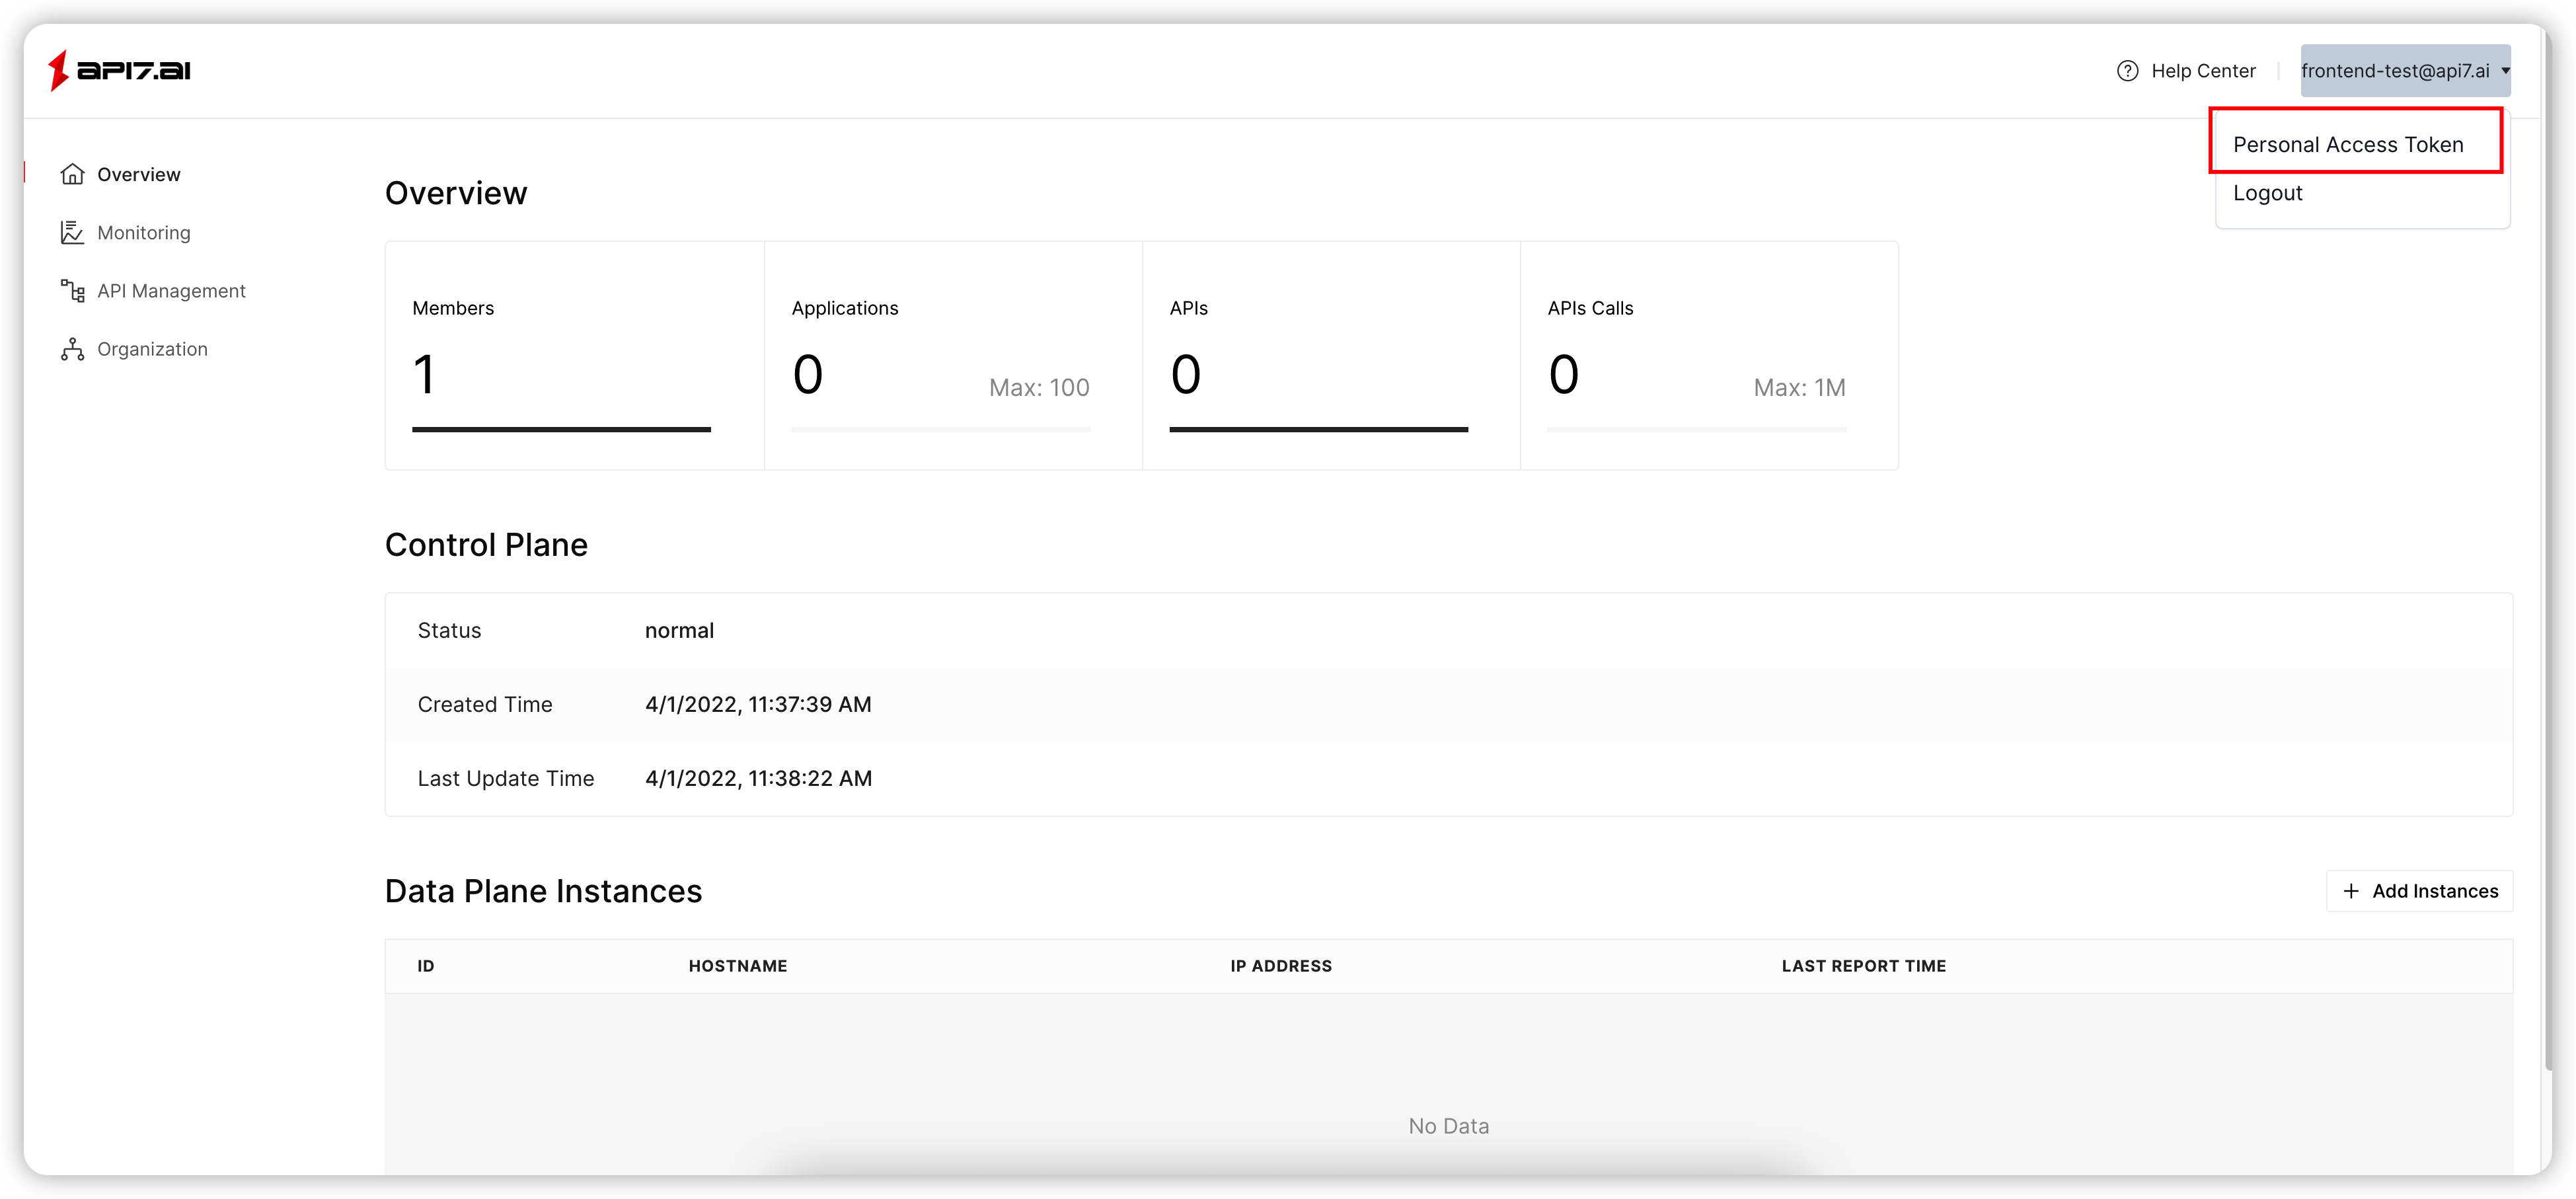 API7.AI
Help Center
frontend-test@api7.ai
Personal Access Token
Logout
Overview
Monitoring
API Management
Organization
Overview
Members
1
Applications
0 Max: 100
APIs
0
APIs Calls
0 Max: 1M
Control Plane
Status normal
Created Time 4/1/2022, 11:37:39 AM
Last Update Time 4/1/2022, 11:38:22 AM
Data Plane Instances
+ Add Instances
ID HOSTNAME IP ADDRESS LAST REPORT TIME
No Data